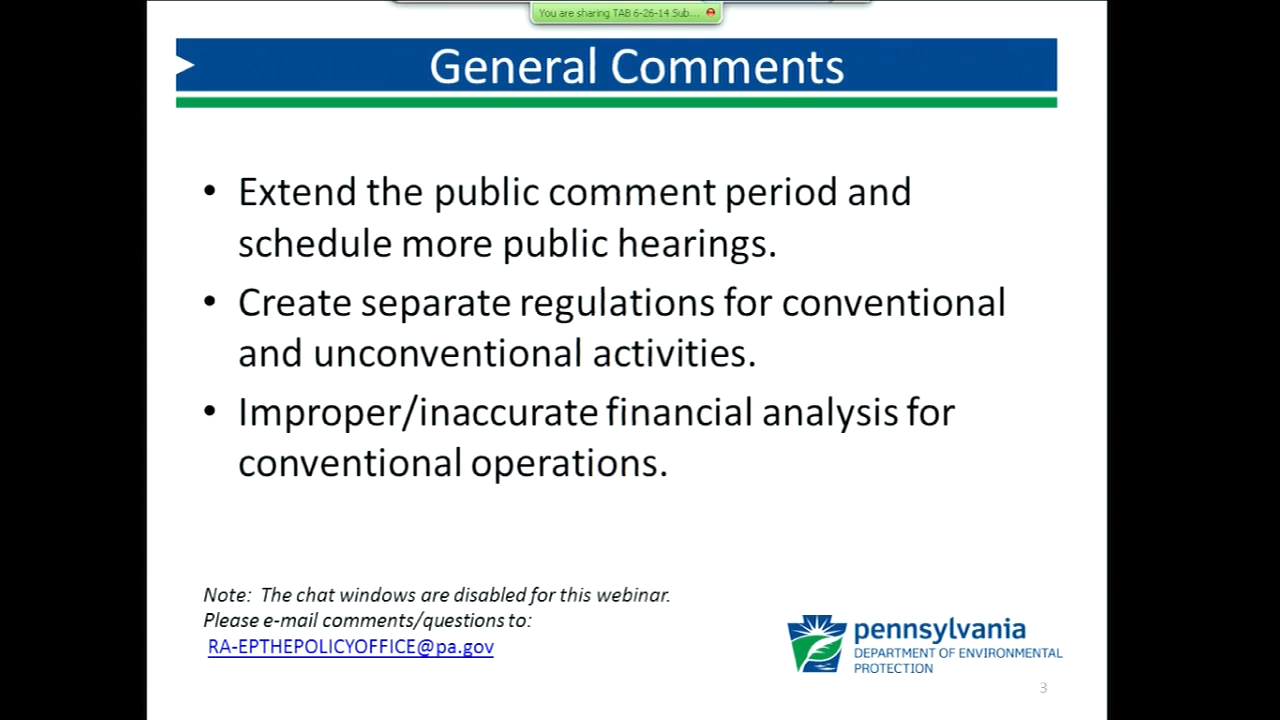 You are sharing TAB 6-26-14 Sub...
General Comments
• Extend the public comment period and
schedule more public hearings.
• Create separate regulations for conventional
and unconventional activities.
• Improper/inaccurate financial analysis for
conventional operations.
Note: The chat windows are disabled for this webinar.
Please e-mail comments/questions to:
RA-EPTHEPOLICYOFFICE@pa.gov
pennsylvania
DEPARTMENT OF ENVIRONMENTAL
PROTECTION
3